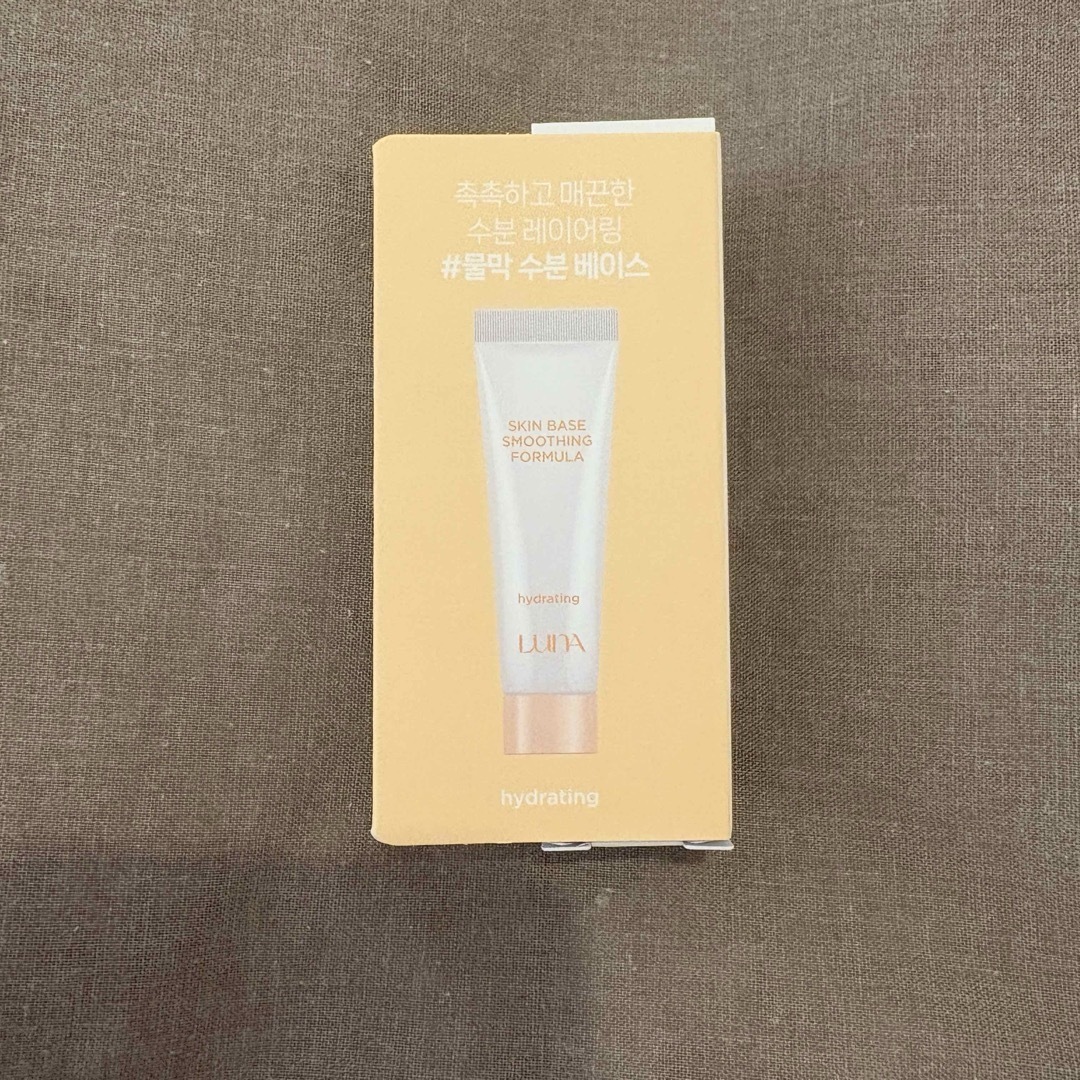 촉촉하고 매끈한
수분 레이어링
#물막 수분 베이스
SKIN BASE
SMOOTHING
FORMULA
hydrating
LUNA
hydrating